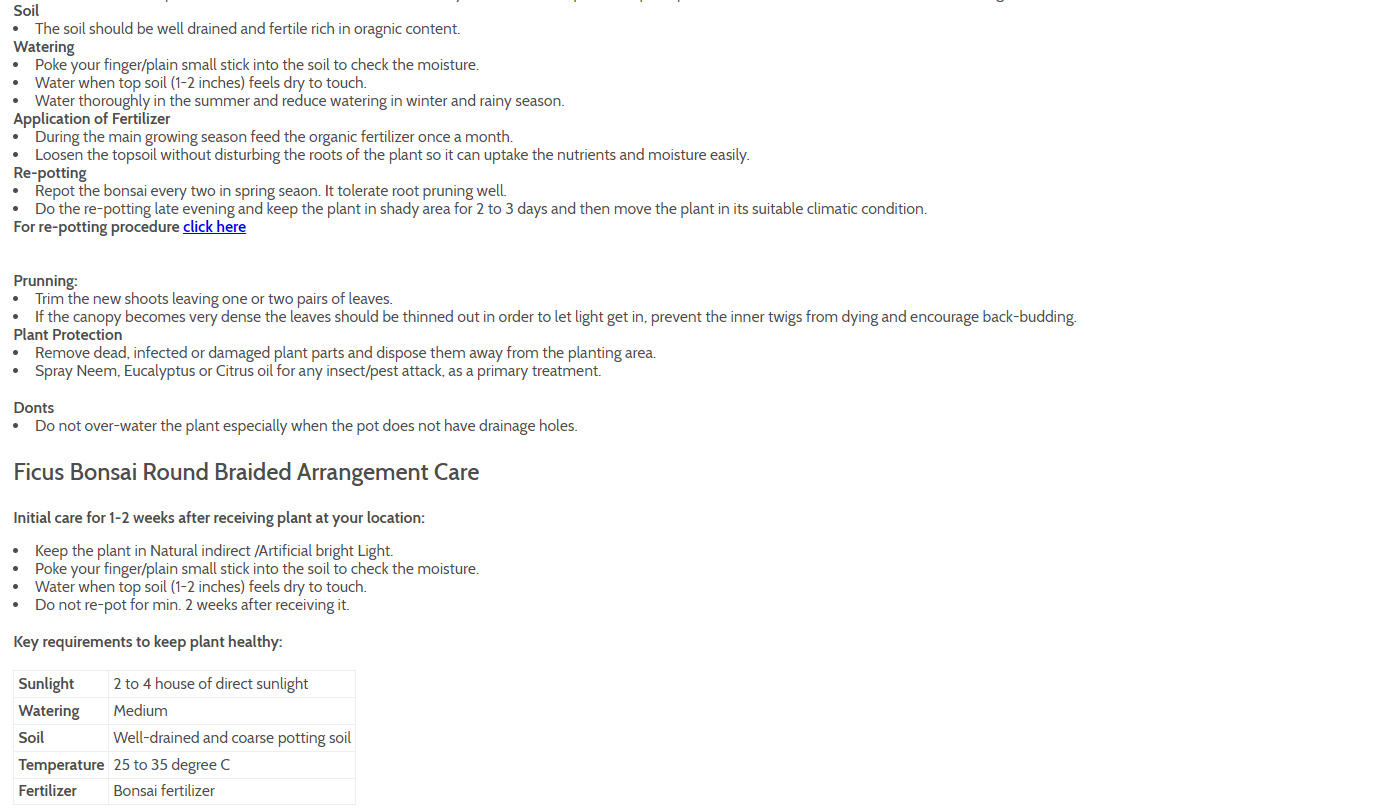 Soil
• The soil should be well drained and fertile rich in oragnic content.
Watering
• Poke your finger/plain small stick into the soil to check the moisture.
• Water when top soil (1-2 inches) feels dry to touch.
• Water thoroughly in the summer and reduce watering in winter and rainy season.
Application of Fertilizer
• During the main growing season feed the organic fertilizer once a month.
• Loosen the topsoil without disturbing the roots of the plant so it can uptake the nutrients and moisture easily.
Re-potting
• Repot the bonsai every two in spring seaon. It tolerate root pruning well.
• Do the re-potting late evening and keep the plant in shady area for 2 to 3 days and then move the plant in its suitable climatic condition.
For re-potting procedure click here
Prunning:
• Trim the new shoots leaving one or two pairs of leaves.
• If the canopy becomes very dense the leaves should be thinned out in order to let light get in, prevent the inner twigs from dying and encourage back-budding.
Plant Protection
• Remove dead, infected or damaged plant parts and dispose them away from the planting area.
• Spray Neem, Eucalyptus or Citrus oil for any insect/pest attack, as a primary treatment.
Donts
• Do not over-water the plant especially when the pot does not have drainage holes.
Ficus Bonsai Round Braided Arrangement Care
Initial care for 1-2 weeks after receiving plant at your location:
• Keep the plant in Natural indirect /Artificial bright Light.
• Poke your finger/plain small stick into the soil to check the moisture.
• Water when top soil (1-2 inches) feels dry to touch.
• Do not re-pot for min. 2 weeks after receiving it.
Key requirements to keep plant healthy:
Sunlight 2 to 4 house of direct sunlight
Watering Medium
Soil Well-drained and coarse potting soil
Temperature 25 to 35 degree C
Fertilizer Bonsai fertilizer